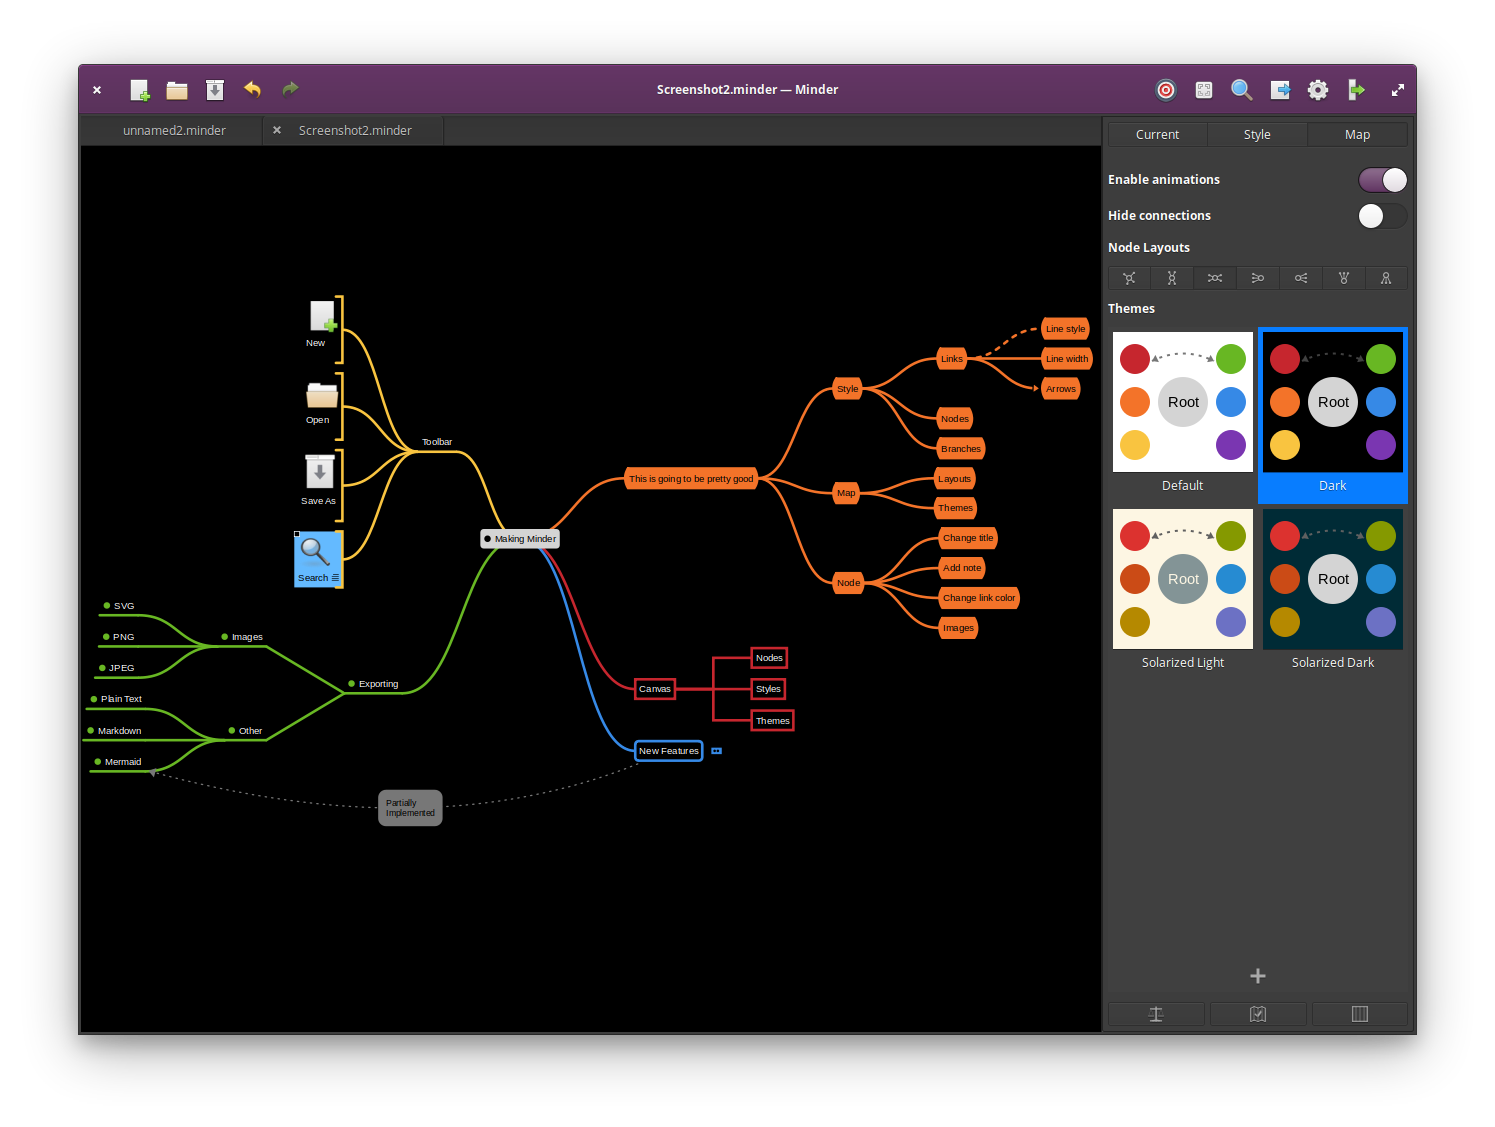 Screenshot2.minder — Minder
unnamed2.minder
Screenshot2.minder
Current
Style
Map
Enable animations
Hide connections
Node Layouts
Themes
Root
Root
Default
Dark
Root
Root
Solarized Light
Solarized Dark
New
Open
Save As
Search
Toolbar
Making Minder
This is going to be pretty good
Style
Links
Line style
Line width
Arrows
Nodes
Branches
Map
Layouts
Themes
Node
Change title
Add note
Change link color
Images
SVG
PNG
JPEG
Images
Exporting
Plain Text
Markdown
Mermaid
Other
Canvas
Nodes
Styles
Themes
New Features
Partially
Implemented